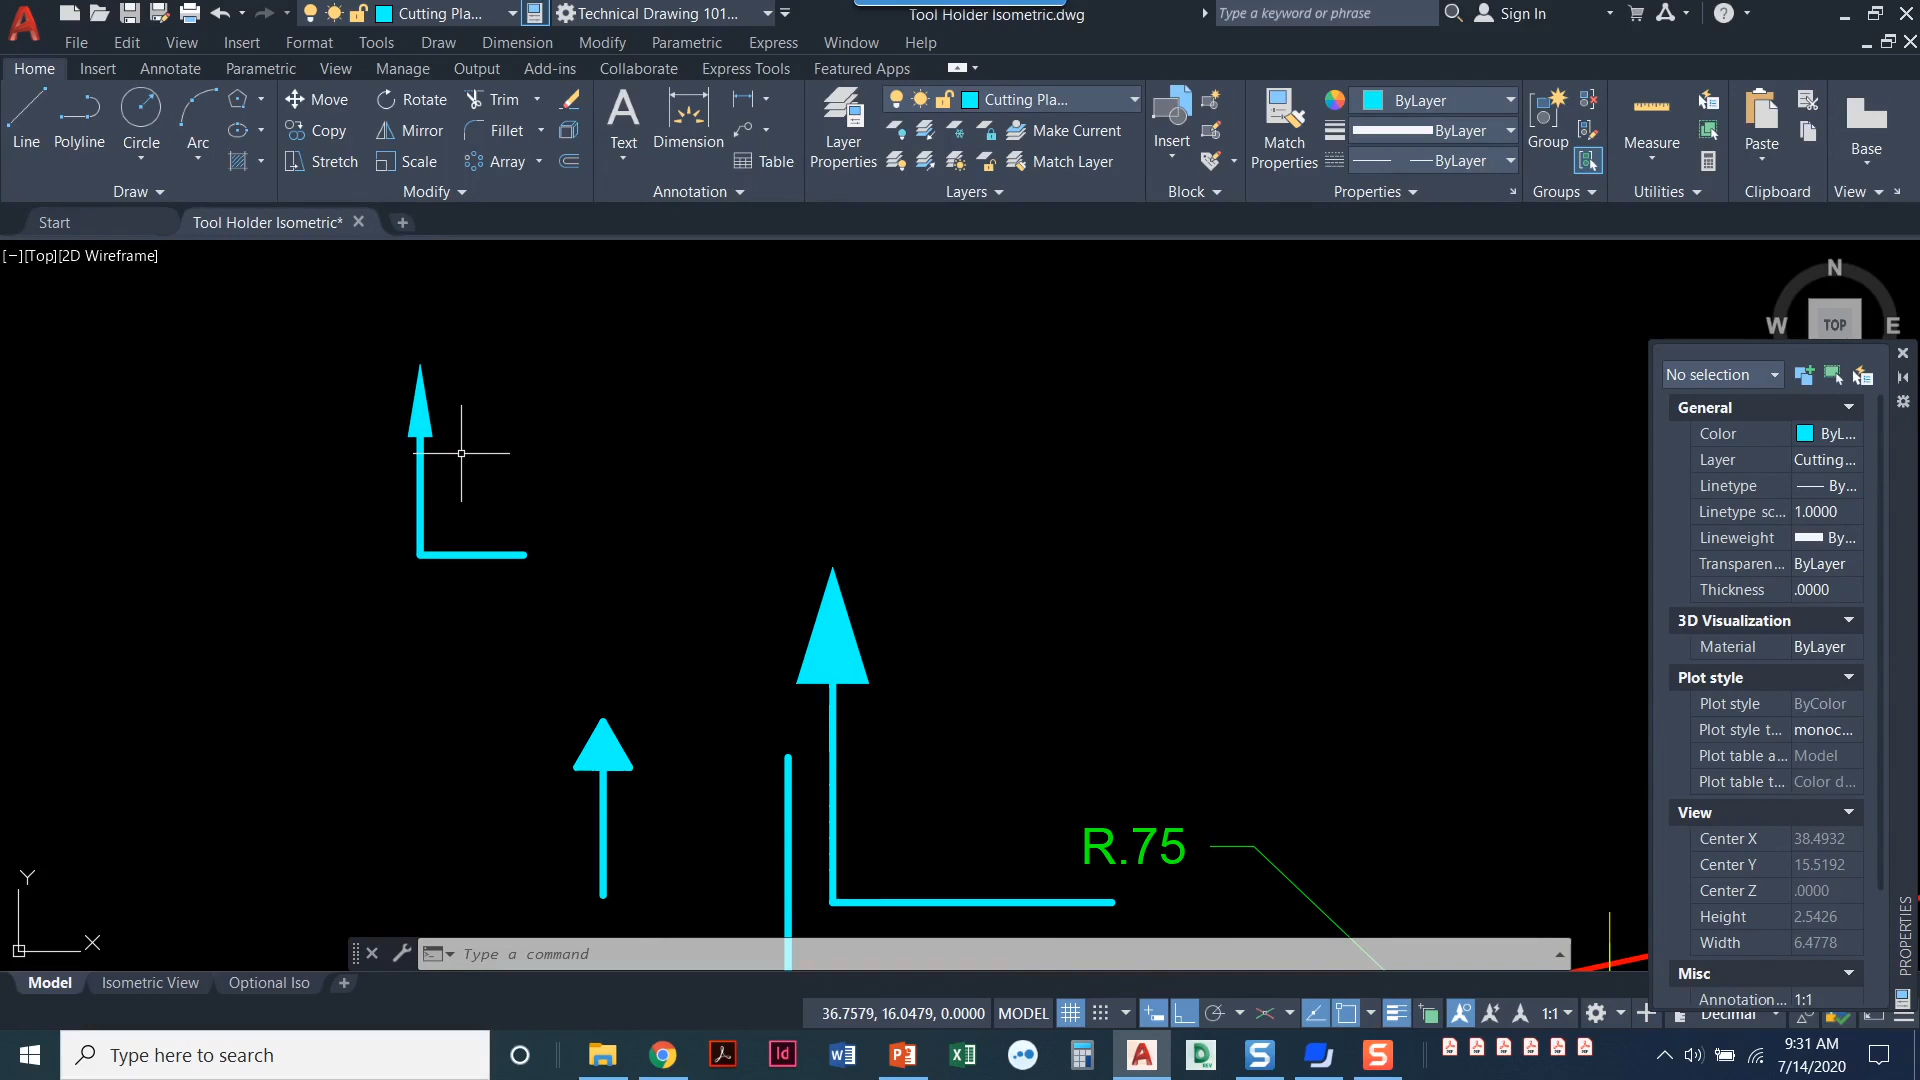 Cutting Pla...
Technical Drawing 101...
Tool Holder Isometric.dwg
Type a keyword or phrase
Sign In
File Edit View Insert Format Tools Draw Dimension Modify Parametric Express Window Help
Home Insert Annotate Parametric View Manage Output Add-ins Collaborate Express Tools Featured Apps
Line Polyline Circle Arc
Move Rotate Trim
Copy Mirror Fillet
Stretch Scale Array
Text Dimension Table
Layer Properties
Cutting Pla...
Make Current
Match Layer
Insert
Match Properties
ByLayer
ByLayer
ByLayer
Group Measure Paste Base
Draw Modify Annotation Layers Block Properties Groups Utilities Clipboard View
Start Tool Holder Isometric*
[−][Top][2D Wireframe]
N
W TOP E
No selection
General
Color ByL...
Layer Cutting...
Linetype By...
Linetype sc... 1.0000
Lineweight By...
Transparen... ByLayer
Thickness .0000
3D Visualization
Material ByLayer
Plot style
Plot style ByColor
Plot style t... monoc...
Plot table a... Model
Plot table t... Color d...
View
Center X 38.4932
Center Y 15.5192
Center Z .0000
Height 2.5426
Width 6.4778
Misc
Annotation... 1:1
PROPERTIES
R.75
Y
X
Type a command
Model Isometric View Optional Iso
36.7579, 16.0479, 0.0000 MODEL 1:1 Decimal
Type here to search
9:31 AM
7/14/2020